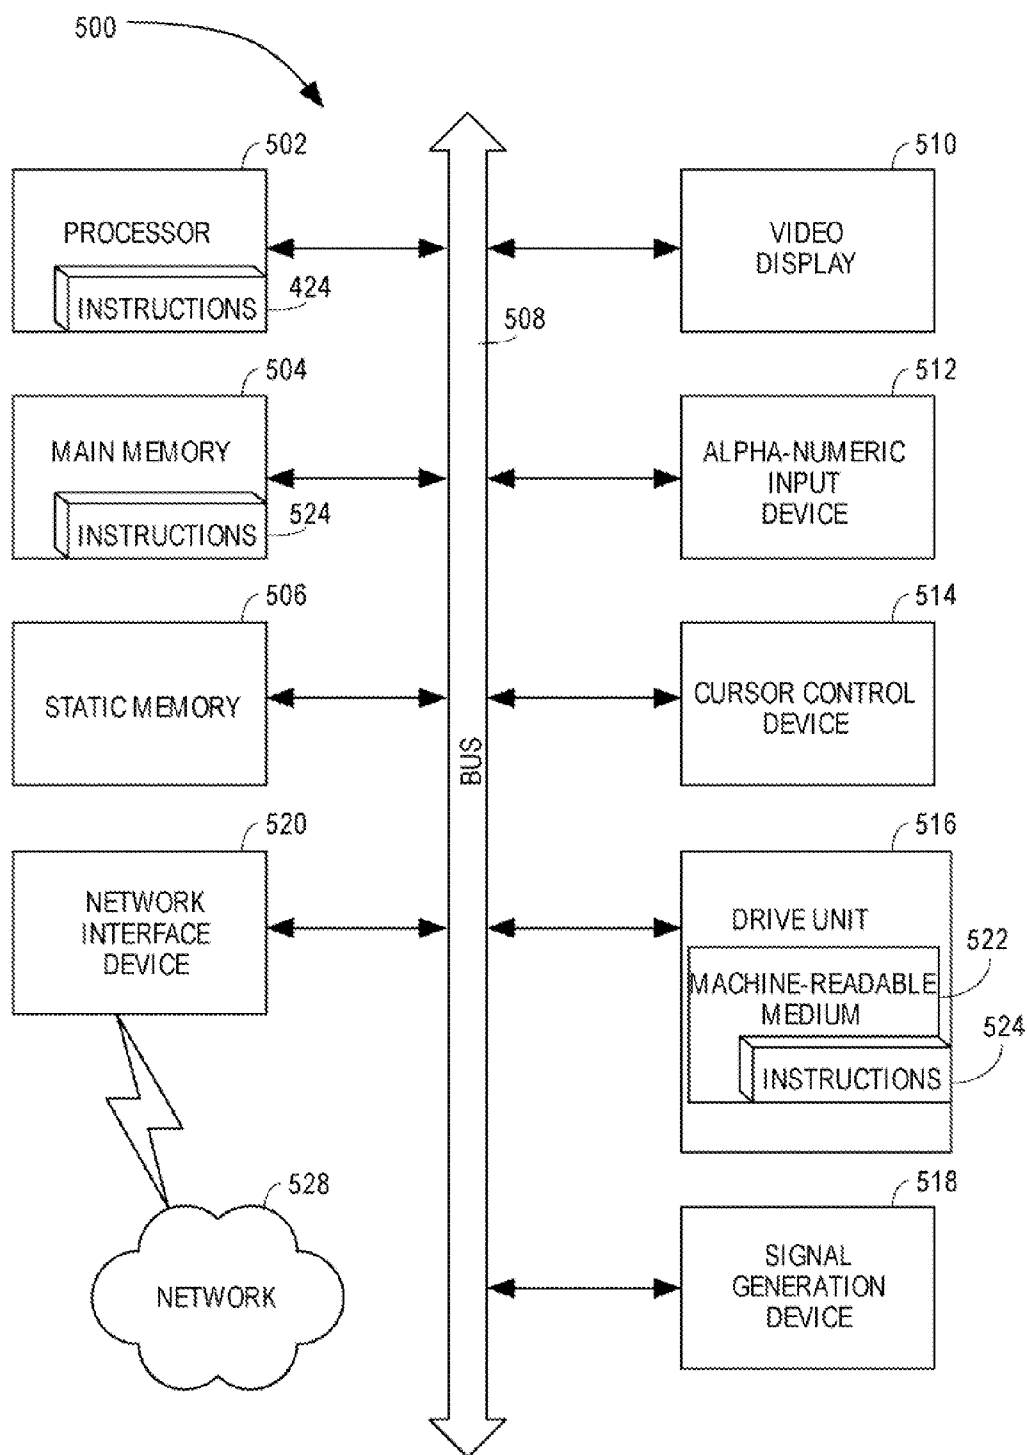 500
502
PROCESSOR
INSTRUCTIONS
424
504
MAIN MEMORY
INSTRUCTIONS
524
506
STATIC MEMORY
520
NETWORK
INTERFACE
DEVICE
528
NETWORK
508
BUS
510
VIDEO
DISPLAY
512
ALPHA-NUMERIC
INPUT
DEVICE
514
CURSOR CONTROL
DEVICE
516
DRIVE UNIT
522
MACHINE-READABLE
MEDIUM
524
INSTRUCTIONS
518
SIGNAL
GENERATION
DEVICE